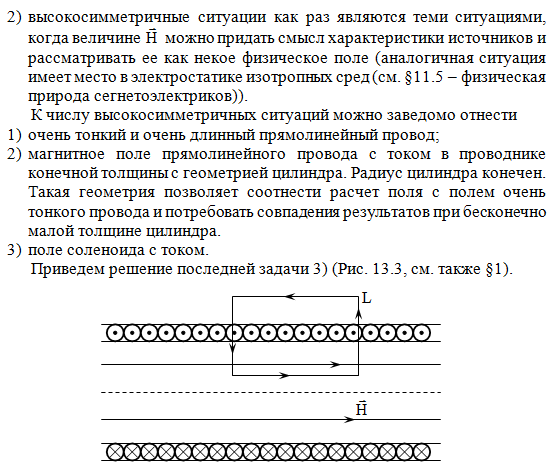 2) высокосимметричные ситуации как раз являются теми ситуациями,
когда величине H⃗ можно придать смысл характеристики источников и
рассматривать ее как некое физическое поле (аналогичная ситуация
имеет место в электростатике изотропных сред (см. §11.5 – физическая
природа сегнетоэлектриков)).
К числу высокосимметричных ситуаций можно заведомо отнести
1) очень тонкий и очень длинный прямолинейный провод;
2) магнитное поле прямолинейного провода с током в проводнике
конечной толщины с геометрией цилиндра. Радиус цилиндра конечен.
Такая геометрия позволяет соотнести расчет поля с полем очень
тонкого провода и потребовать совпадения результатов при бесконечно
малой толщине цилиндра.
3) поле соленоида с током.
Приведем решение последней задачи 3) (Рис. 13.3, см. также §1).
L
H⃗